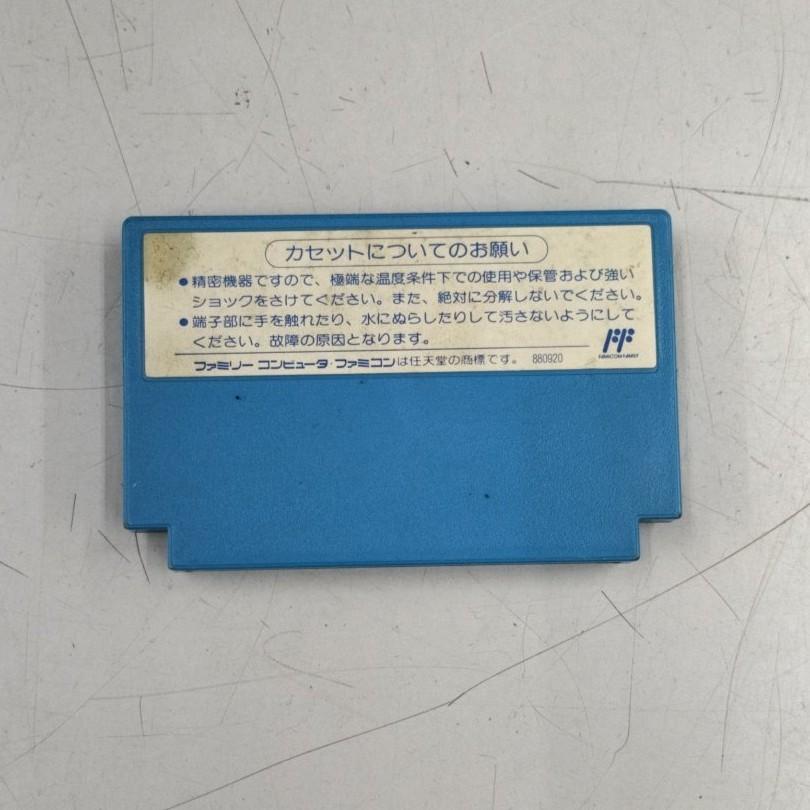 カセットについてのお願い
●精密機器ですので、極端な温度条件下での使用や保管および強い
ショックをさけてください。また、絶対に分解しないでください。
●端子部に手を触れたり、水にぬらしたりして汚さないようにして
ください。故障の原因となります。
ファミリー コンピュータ・ファミコンは任天堂の商標です。 880920
FF
FAMICOM FAMILY